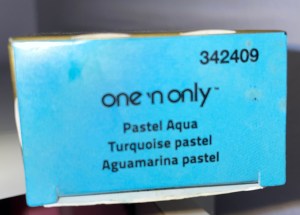 342409
one 'n only™
Pastel Aqua
Turquoise pastel
Aguamarina pastel